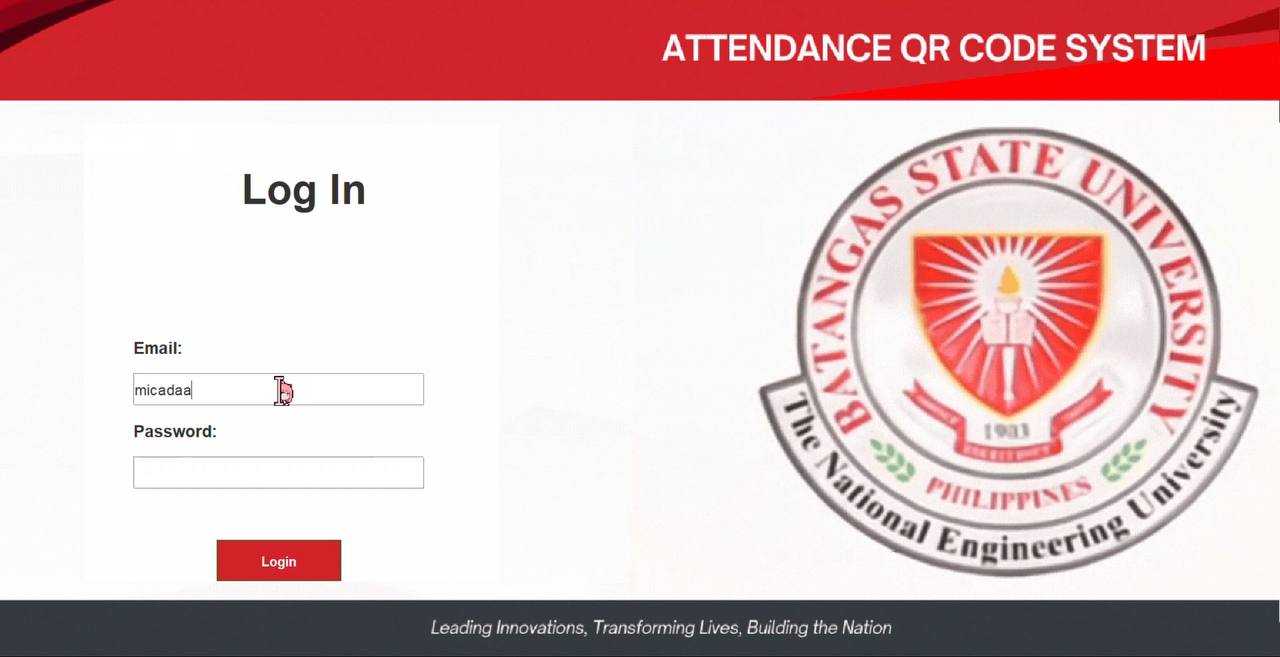 ATTENDANCE QR CODE SYSTEM
Log In
Email:
micadaa
Password:
Login
BATANGAS STATE UNIVERSITY
1903
PHILIPPINES
The National Engineering University
Leading Innovations, Transforming Lives, Building the Nation